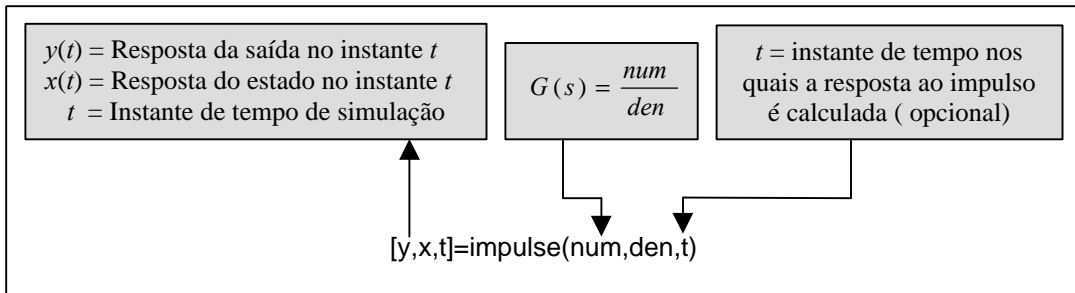 y(t) = Resposta da saída no instante t
x(t) = Resposta do estado no instante t
t = Instante de tempo de simulação
G(s) = num/den
t = instante de tempo nos
quais a resposta ao impulso
é calculada ( opcional)
[y,x,t]=impulse(num,den,t)